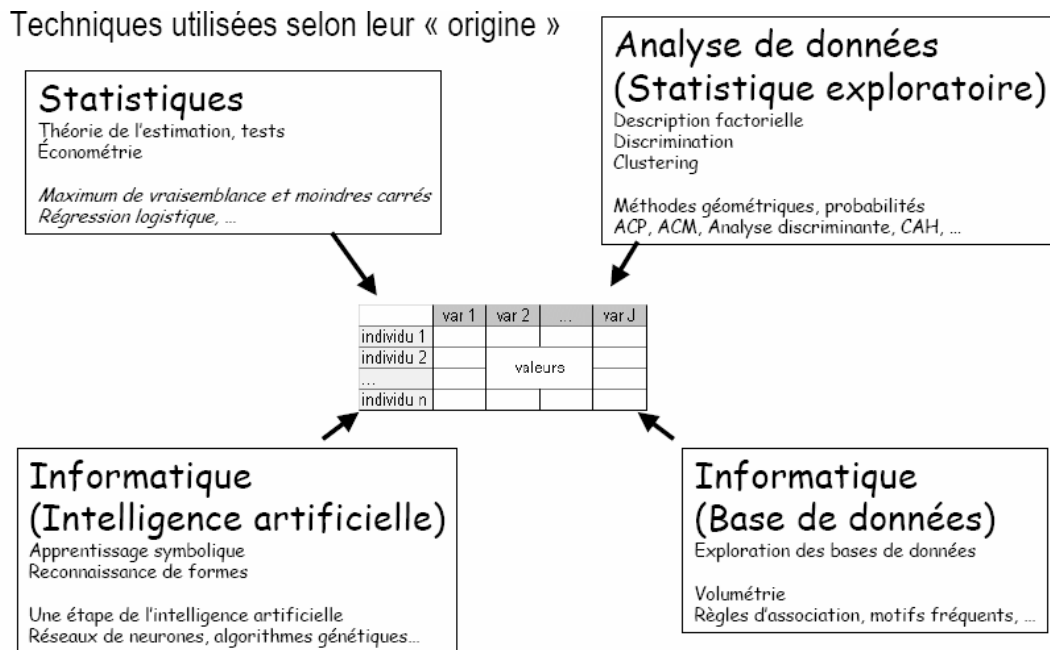 Techniques utilisées selon leur « origine »
Statistiques
Théorie de l'estimation, tests
Économétrie
Maximum de vraisemblance et moindres carrés
Régression logistique, ...
Analyse de données
(Statistique exploratoire)
Description factorielle
Discrimination
Clustering
Méthodes géométriques, probabilités
ACP, ACM, Analyse discriminante, CAH, ...
var 1 var 2 ... var J
individu 1
individu 2
valeurs
...
individu n
Informatique
(Intelligence artificielle)
Apprentissage symbolique
Reconnaissance de formes
Une étape de l'intelligence artificielle
Réseaux de neurones, algorithmes génétiques...
Informatique
(Base de données)
Exploration des bases de données
Volumétrie
Règles d'association, motifs fréquents, ...